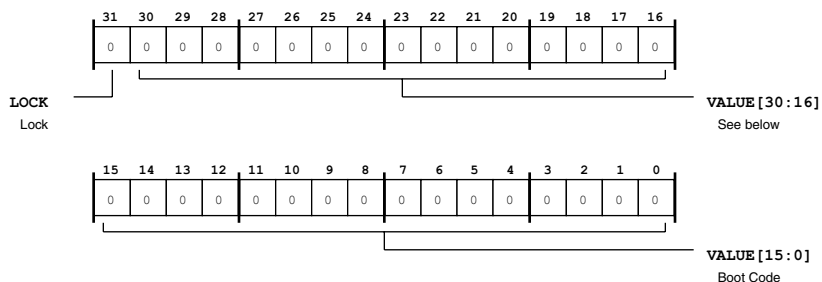 31 30 29 28 27 26 25 24 23 22 21 20 19 18 17 16
0 0 0 0 0 0 0 0 0 0 0 0 0 0 0 0
LOCK VALUE[30:16]
Lock See below
15 14 13 12 11 10 9 8 7 6 5 4 3 2 1 0
0 0 0 0 0 0 0 0 0 0 0 0 0 0 0 0
VALUE[15:0]
Boot Code